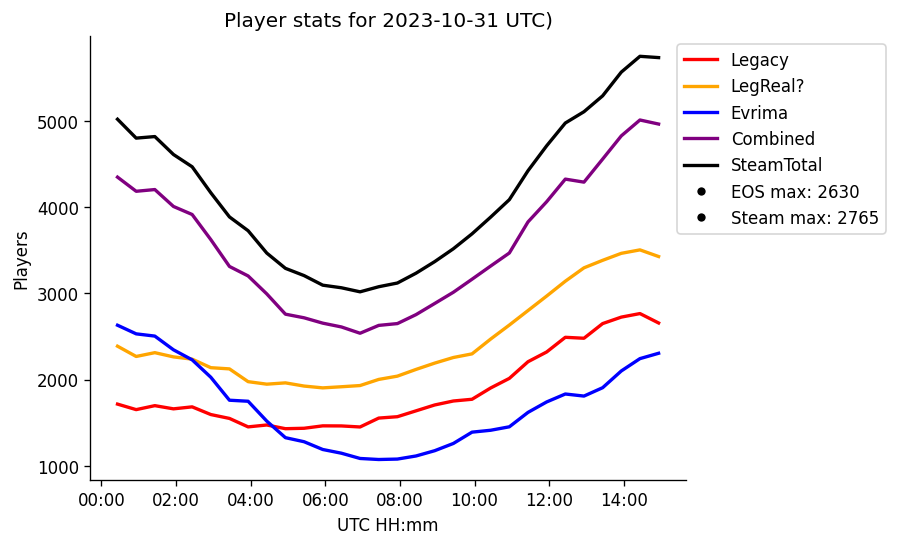 Player stats for 2023-10-31 UTC)
Legacy
LegReal?
Evrima
Combined
SteamTotal
EOS max: 2630
Steam max: 2765
Players
5000
4000
3000
2000
1000
00:00 02:00 04:00 06:00 08:00 10:00 12:00 14:00
UTC HH:mm